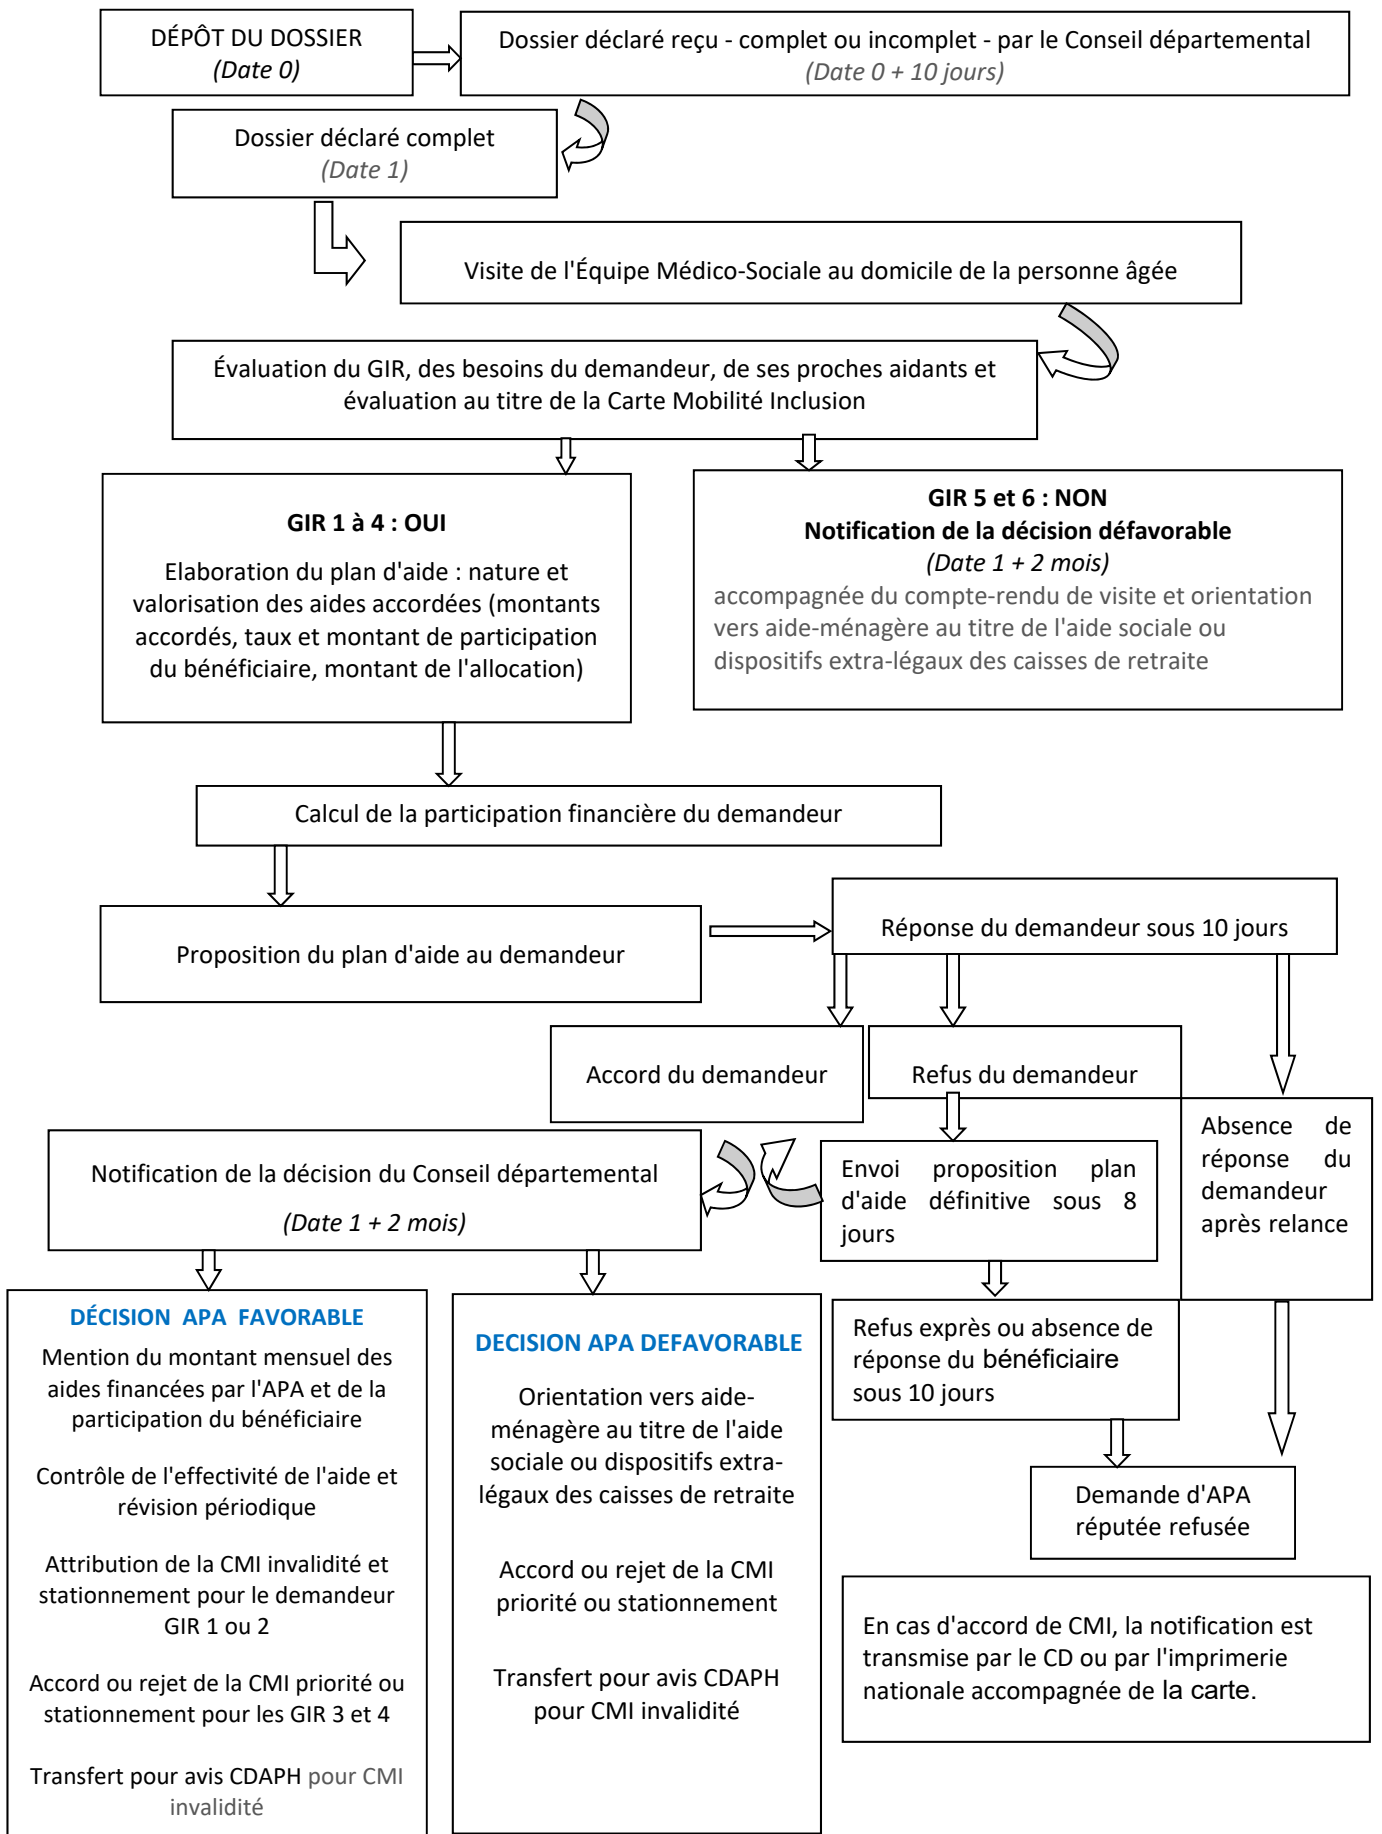 DÉPÔT DU DOSSIER
(Date 0)
Dossier déclaré reçu - complet ou incomplet - par le Conseil départemental
(Date 0 + 10 jours)
Dossier déclaré complet
(Date 1)
Visite de l'Équipe Médico-Sociale au domicile de la personne âgée
Évaluation du GIR, des besoins du demandeur, de ses proches aidants et
évaluation au titre de la Carte Mobilité Inclusion
GIR 1 à 4 : OUI
Elaboration du plan d'aide : nature et
valorisation des aides accordées (montants
accordés, taux et montant de participation
du bénéficiaire, montant de l'allocation)
GIR 5 et 6 : NON
Notification de la décision défavorable
(Date 1 + 2 mois)
accompagnée du compte-rendu de visite et orientation
vers aide-ménagère au titre de l'aide sociale ou
dispositifs extra-légaux des caisses de retraite
Calcul de la participation financière du demandeur
Proposition du plan d'aide au demandeur
Réponse du demandeur sous 10 jours
Accord du demandeur
Refus du demandeur
Absence de
réponse du
demandeur
après relance
Notification de la décision du Conseil départemental
(Date 1 + 2 mois)
Envoi proposition plan
d'aide définitive sous 8
jours
DÉCISION APA FAVORABLE
Mention du montant mensuel des
aides financées par l'APA et de la
participation du bénéficiaire
Contrôle de l'effectivité de l'aide et
révision périodique
Attribution de la CMI invalidité et
stationnement pour le demandeur
GIR 1 ou 2
Accord ou rejet de la CMI priorité ou
stationnement pour les GIR 3 et 4
Transfert pour avis CDAPH pour CMI
invalidité
DECISION APA DEFAVORABLE
Orientation vers aide-
ménagère au titre de l'aide
sociale ou dispositifs extra-
légaux des caisses de retraite
Accord ou rejet de la CMI
priorité ou stationnement
Transfert pour avis CDAPH
pour CMI invalidité
Refus exprès ou absence de
réponse du bénéficiaire
sous 10 jours
Demande d'APA
réputée refusée
En cas d'accord de CMI, la notification est
transmise par le CD ou par l'imprimerie
nationale accompagnée de la carte.